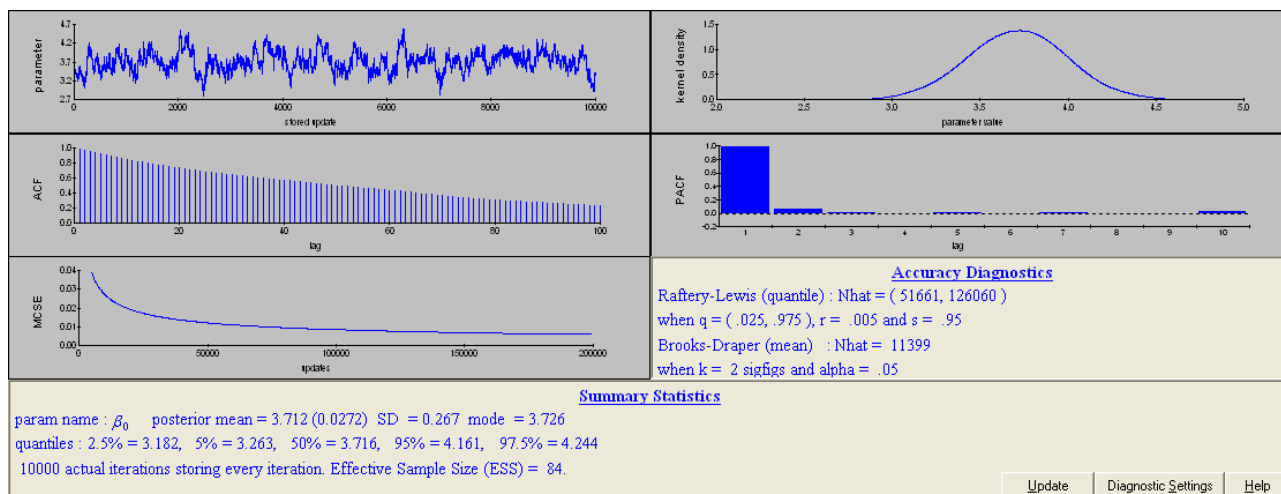 4.7
4.2
3.7
3.2
2.7
parameter
0 2000 4000 6000 8000 10000
stored update
1.5
1.0
0.5
0.0
kernel density
2.0 2.5 3.0 3.5 4.0 4.5 5.0
parameter value
1.0
0.8
0.6
0.4
0.2
0.0
ACF
0 20 40 60 80 100
lag
1.0
0.8
0.6
0.4
0.2
0.0
-0.2
PACF
1 2 3 4 5 6 7 8 9 10
lag
0.04
0.03
0.02
0.01
0.00
MCSE
0 50000 100000 150000 200000
updates
Accuracy Diagnostics
Raftery-Lewis (quantile) : Nhat = ( 51661, 126060 )
when q = ( .025, .975 ), r = .005 and s = .95
Brooks-Draper (mean) : Nhat = 11399
when k = 2 sigfigs and alpha = .05
Summary Statistics
param name : β0 posterior mean = 3.712 (0.0272) SD = 0.267 mode = 3.726
quantiles : 2.5% = 3.182, 5% = 3.263, 50% = 3.716, 95% = 4.161, 97.5% = 4.244
10000 actual iterations storing every iteration. Effective Sample Size (ESS) = 84.
Update Diagnostic Settings Help